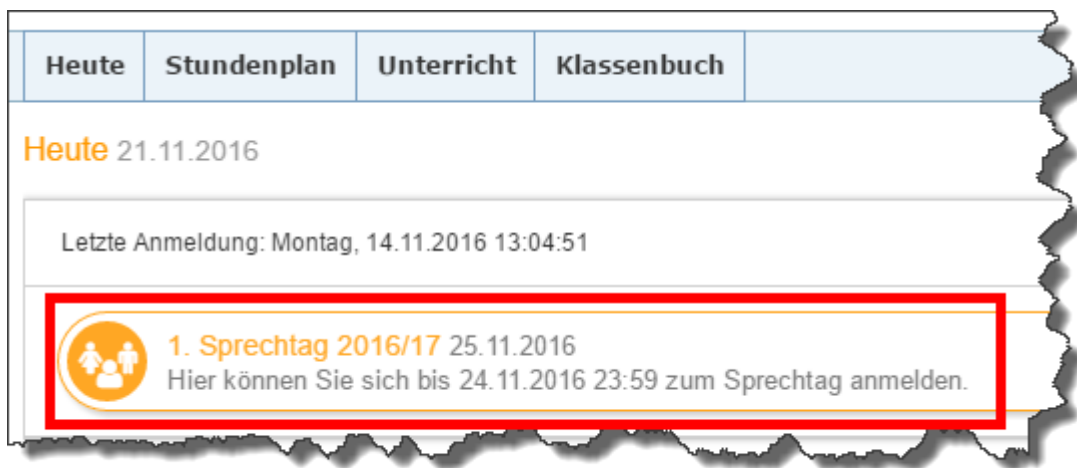 Heute Stundenplan Unterricht Klassenbuch
Heute 21.11.2016
Letzte Anmeldung: Montag, 14.11.2016 13:04:51
1. Sprechtag 2016/17 25.11.2016
Hier können Sie sich bis 24.11.2016 23:59 zum Sprechtag anmelden.